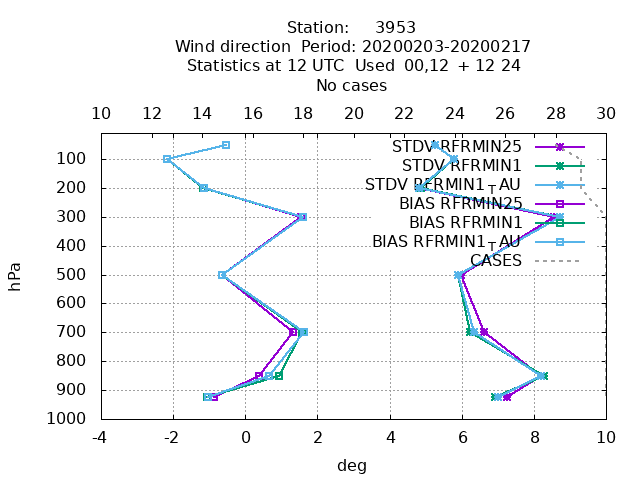 Station: 3953
Wind direction Period: 20200203-20200217
Statistics at 12 UTC Used 00,12 + 12 24
No cases
10 12 14 16 18 20 22 24 26 28 30
STDV RFRMIN25
STDV RFRMIN1
STDV RFRMIN1TAU
BIAS RFRMIN25
BIAS RFRMIN1
BIAS RFRMIN1TAU
CASES
100
200
300
400
500
600
700
800
900
1000
hPa
-4 -2 0 2 4 6 8 10
deg